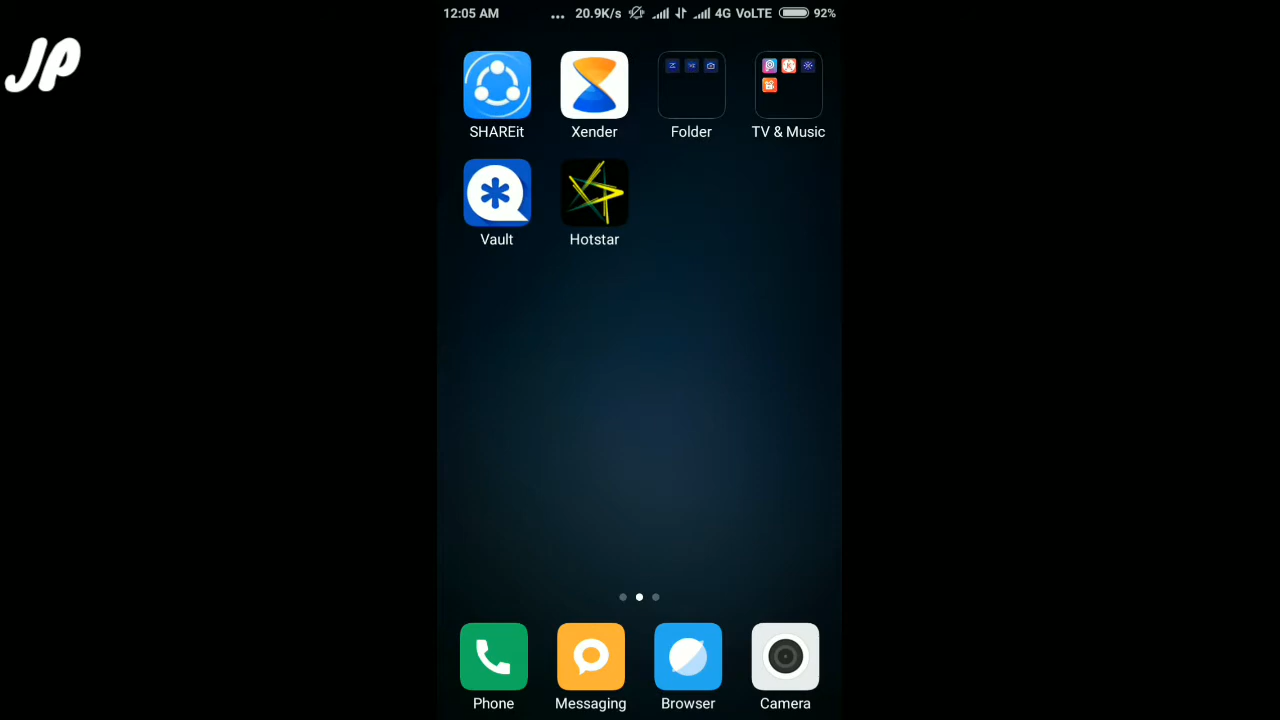 12:05 AM ... 20.9K/s 4G VoLTE 92%
JP
SHAREit Xender Folder TV & Music
Vault Hotstar
Phone Messaging Browser Camera